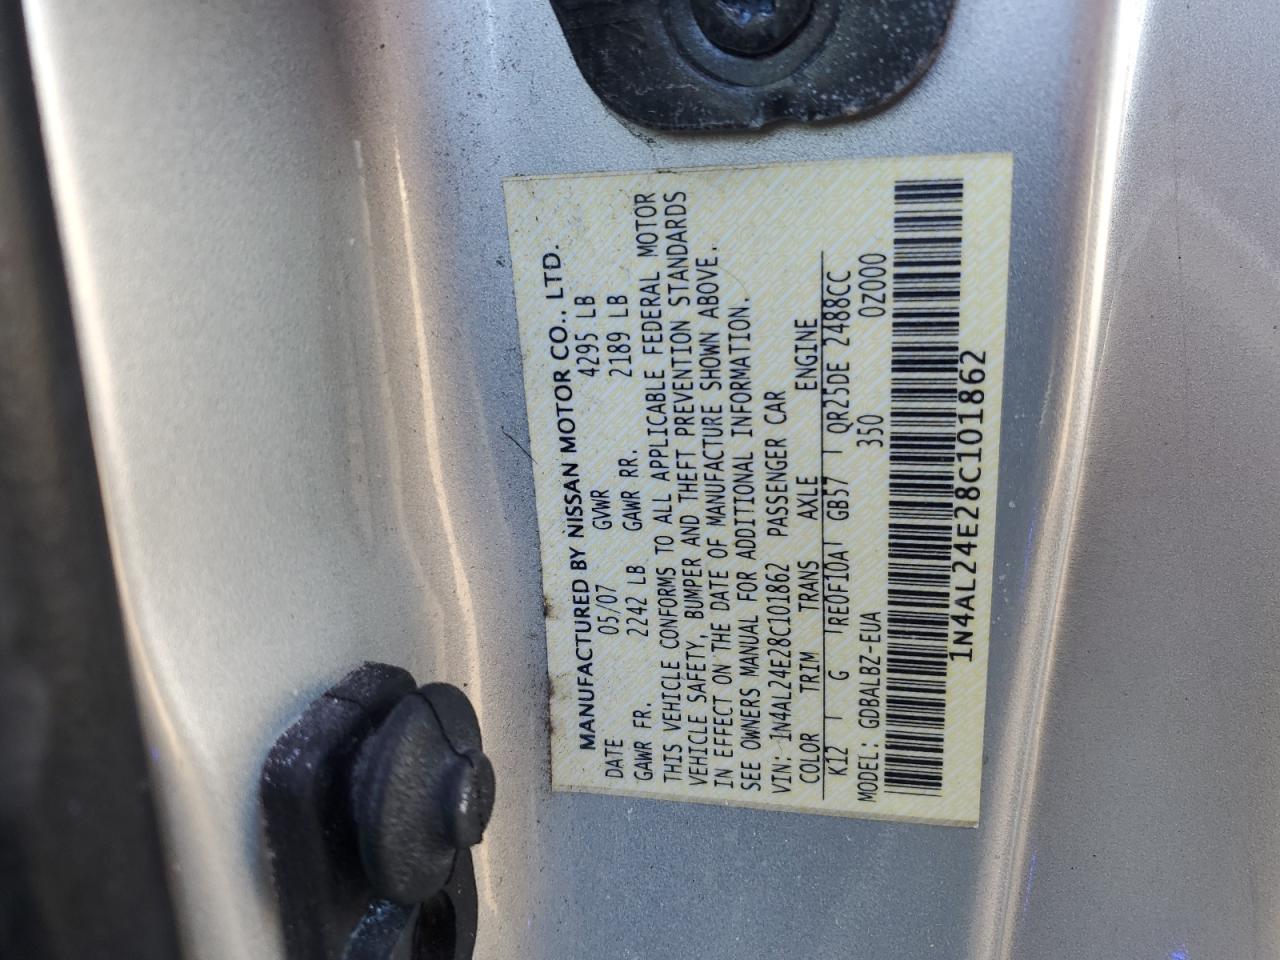 MANUFACTURED BY NISSAN MOTOR CO., LTD.
DATE 05/07 GVWR 4295 LB
GAWR FR. 2242 LB GAWR RR. 2189 LB
THIS VEHICLE CONFORMS TO ALL APPLICABLE FEDERAL MOTOR
VEHICLE SAFETY, BUMPER AND THEFT PREVENTION STANDARDS
IN EFFECT ON THE DATE OF MANUFACTURE SHOWN ABOVE.
SEE OWNERS MANUAL FOR ADDITIONAL INFORMATION.
VIN: 1N4AL24E28C101862 PASSENGER CAR
COLOR TRIM TRANS AXLE ENGINE
K12 G RE0F10A GB57 QR25DE 2488CC
MODEL: GDBALBZ-EUA 350 0Z000
1N4AL24E28C101862